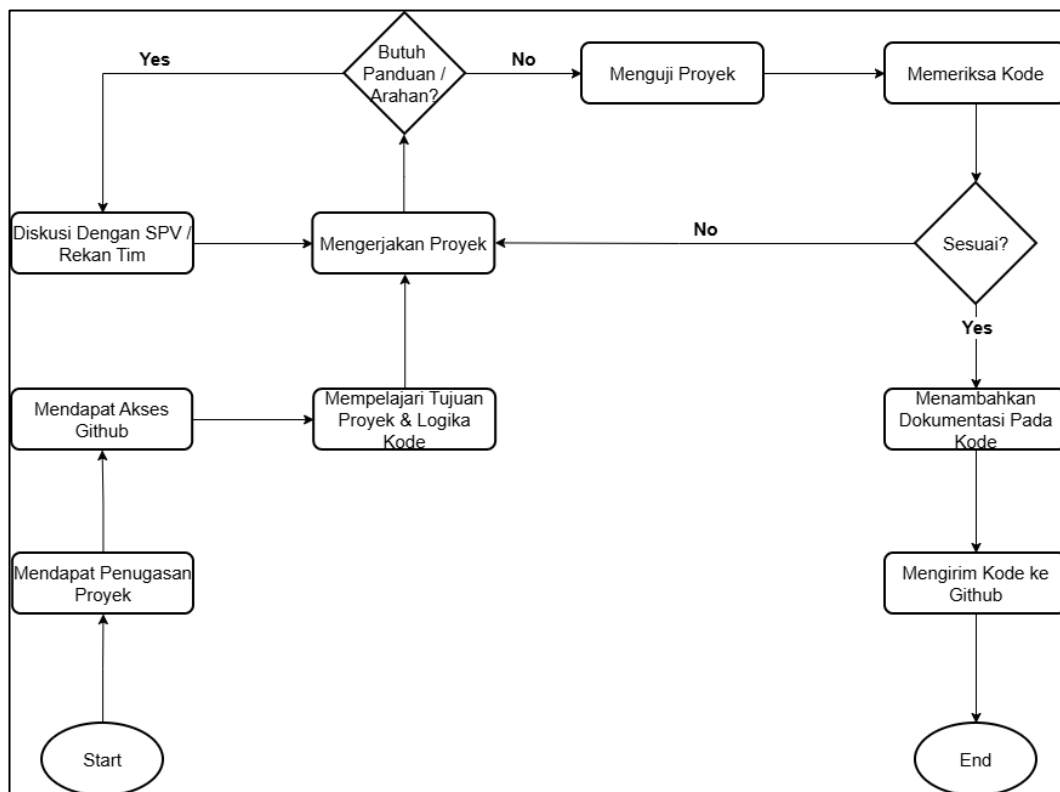 Yes
Butuh
Panduan /
Arahan?
No
Menguji Proyek
Memeriksa Kode
Diskusi Dengan SPV /
Rekan Tim
Mengerjakan Proyek
No
Sesuai?
Yes
Mendapat Akses
Github
Mempelajari Tujuan
Proyek & Logika
Kode
Menambahkan
Dokumentasi Pada
Kode
Mendapat Penugasan
Proyek
Mengirim Kode ke
Github
Start
End